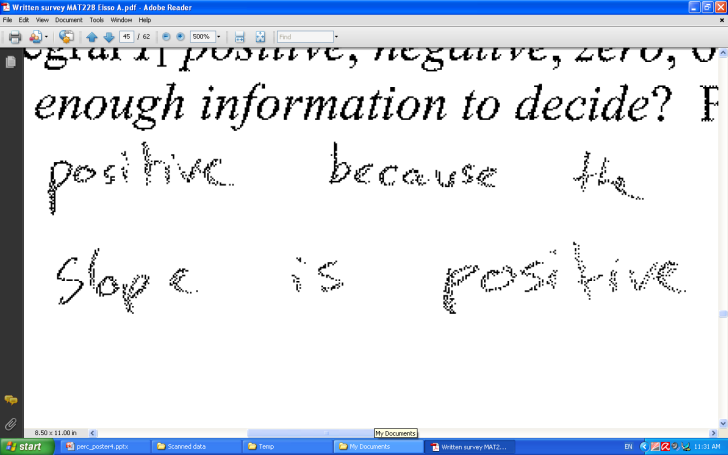 Written survey MAT228 Eisso A.pdf - Adobe Reader
File Edit View Document Tools Window Help
45 / 62 500% Find
positive, negative, zero, o
enough information to decide?
positive because the
slope is positive
8.50 x 11.00 in
My Documents
start perc_poster4.pptx Scanned data Temp My Documents Written survey MAT2... EN 11:31 AM